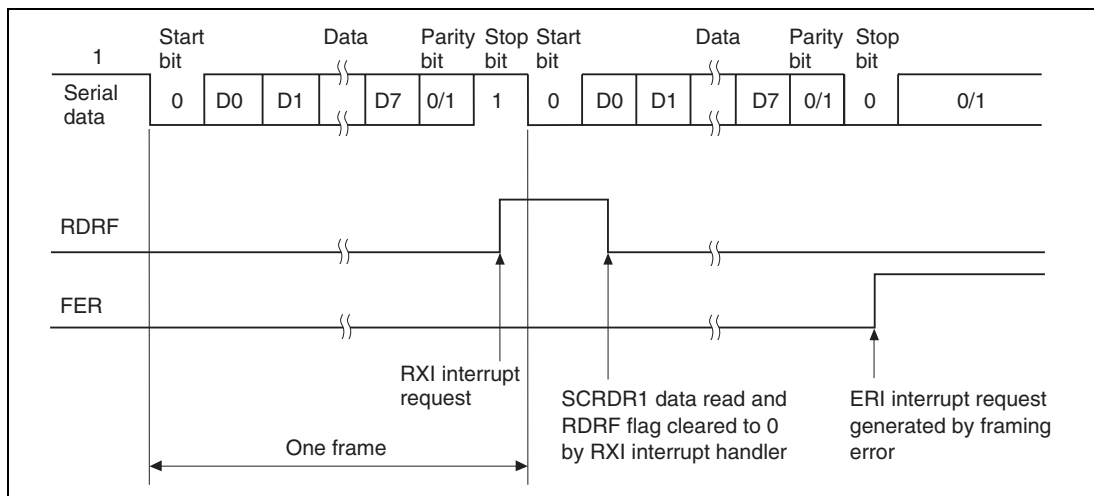 Start bit Data Parity bit Stop bit Start bit Data Parity bit Stop bit
1
Serial data
0 D0 D1 D7 0/1 1 0 D0 D1 D7 0/1 0 0/1
RDRF
FER
RXI interrupt
request
SCRDR1 data read and
RDRF flag cleared to 0
by RXI interrupt handler
ERI interrupt request
generated by framing
error
One frame